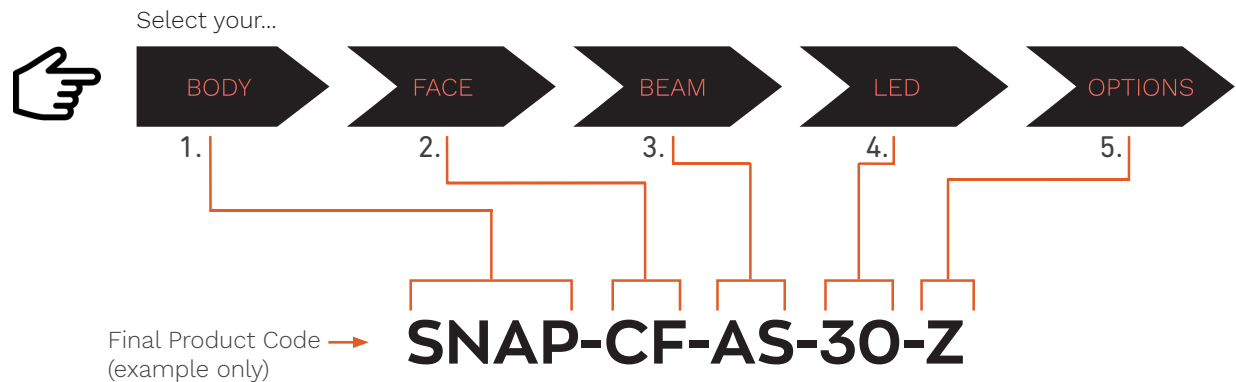 Select your...
BODY FACE BEAM LED OPTIONS
1. 2. 3. 4. 5.
SNAP-CF-AS-30-Z
Final Product Code
(example only)